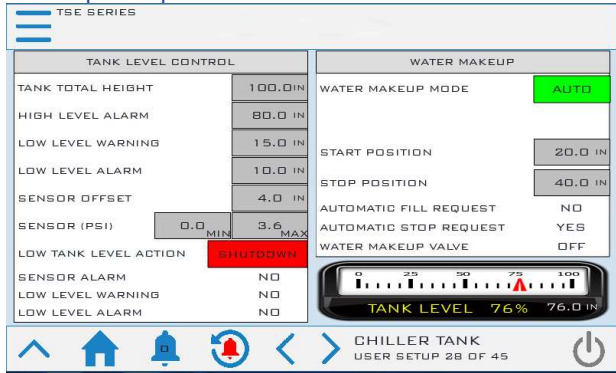 TSE SERIES
TANK LEVEL CONTROL
TANK TOTAL HEIGHT 100.0 IN
HIGH LEVEL ALARM 80.0 IN
LOW LEVEL WARNING 15.0 IN
LOW LEVEL ALARM 10.0 IN
SENSOR OFFSET 4.0 IN
SENSOR (PSI) 0.0 MIN 3.6 MAX
LOW TANK LEVEL ACTION SHUTDOWN
SENSOR ALARM NO
LOW LEVEL WARNING NO
LOW LEVEL ALARM NO
WATER MAKEUP
WATER MAKEUP MODE AUTO
START POSITION 20.0 IN
STOP POSITION 40.0 IN
AUTOMATIC FILL REQUEST NO
AUTOMATIC STOP REQUEST YES
WATER MAKEUP VALVE OFF
0 25 50 75 100
TANK LEVEL 76% 76.0 IN
0
CHILLER TANK
USER SETUP 28 OF 45